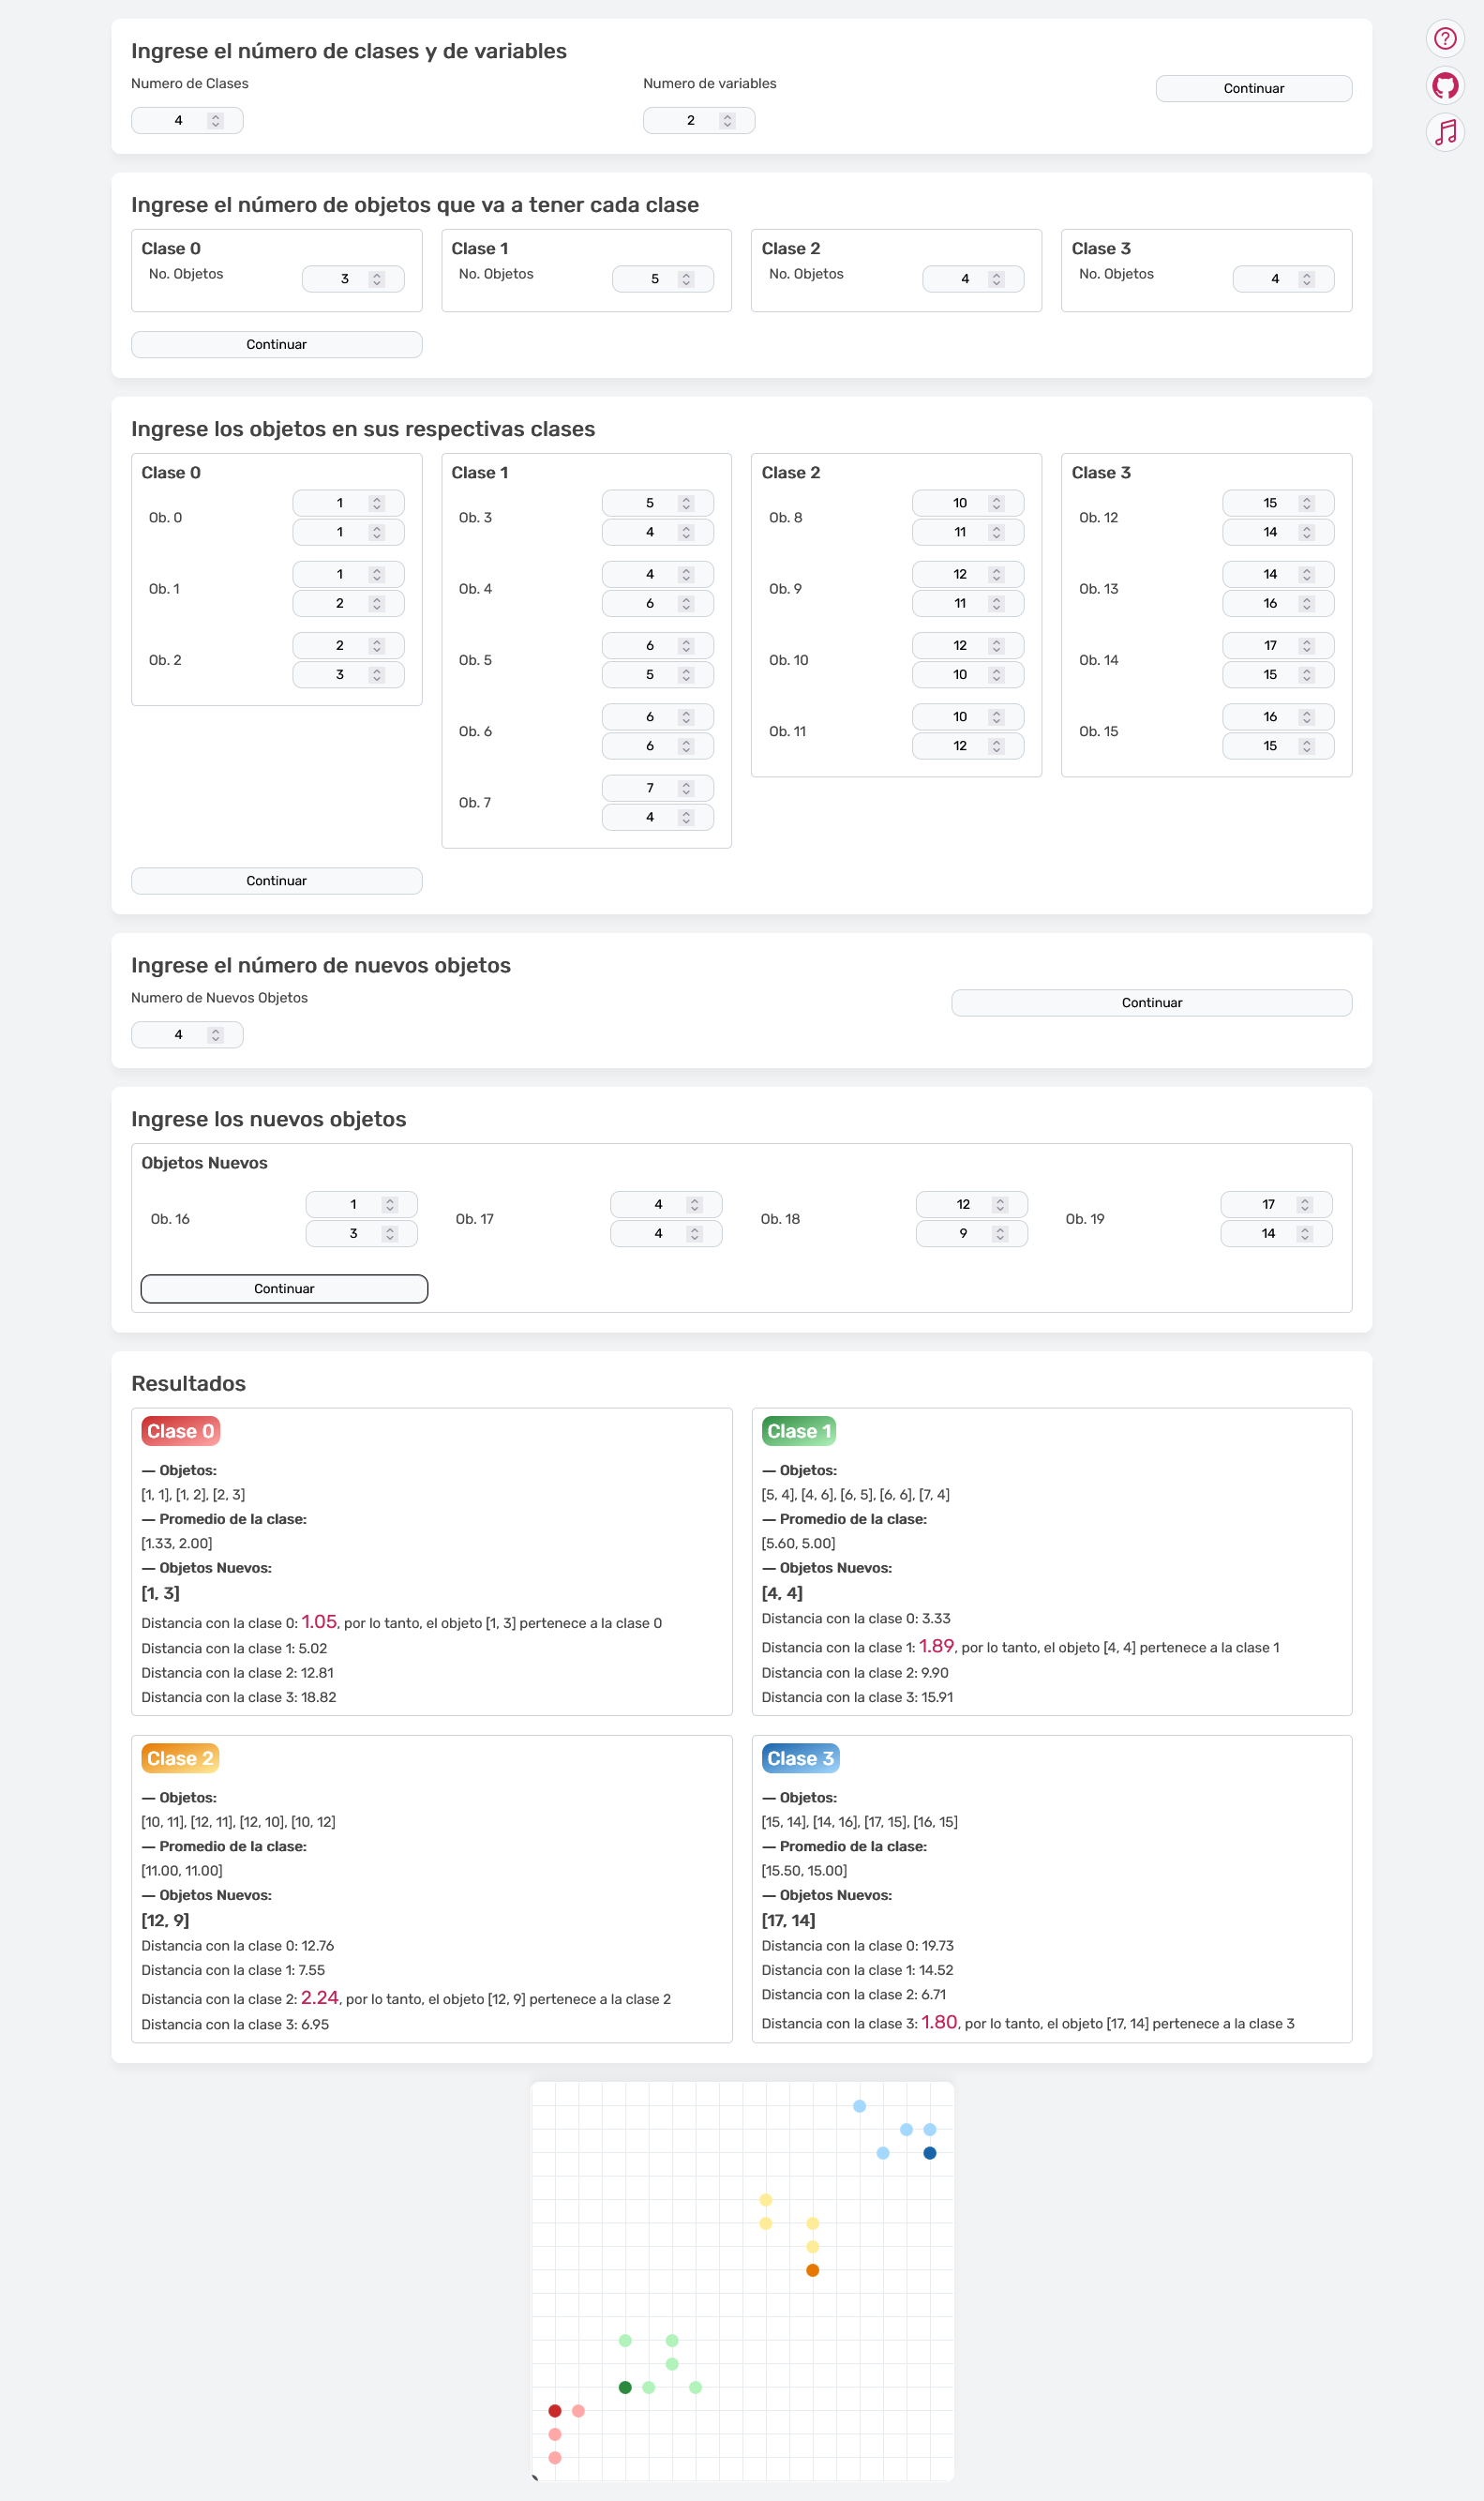 Ingrese el número de clases y de variables
Numero de Clases
Numero de variables
Continuar
4
2
Ingrese el número de objetos que va a tener cada clase
Clase 0
Clase 1
Clase 2
Clase 3
No. Objetos 3
No. Objetos 5
No. Objetos 4
No. Objetos 4
Continuar
Ingrese los objetos en sus respectivas clases
Clase 0
Ob. 0
1
1
Ob. 1
1
2
Ob. 2
2
3
Clase 1
Ob. 3
5
4
Ob. 4
4
6
Ob. 5
6
5
Ob. 6
6
6
Ob. 7
7
4
Clase 2
Ob. 8
10
11
Ob. 9
12
11
Ob. 10
12
10
Ob. 11
10
12
Clase 3
Ob. 12
15
14
Ob. 13
14
16
Ob. 14
17
15
Ob. 15
16
15
Continuar
Ingrese el número de nuevos objetos
Numero de Nuevos Objetos
Continuar
4
Ingrese los nuevos objetos
Objetos Nuevos
Ob. 16
1
3
Ob. 17
4
4
Ob. 18
12
9
Ob. 19
17
14
Continuar
Resultados
Clase 0
— Objetos:
[1, 1], [1, 2], [2, 3]
— Promedio de la clase:
[1.33, 2.00]
— Objetos Nuevos:
[1, 3]
Distancia con la clase 0: 1.05, por lo tanto, el objeto [1, 3] pertenece a la clase 0
Distancia con la clase 1: 5.02
Distancia con la clase 2: 12.81
Distancia con la clase 3: 18.82
Clase 1
— Objetos:
[5, 4], [4, 6], [6, 5], [6, 6], [7, 4]
— Promedio de la clase:
[5.60, 5.00]
— Objetos Nuevos:
[4, 4]
Distancia con la clase 0: 3.33
Distancia con la clase 1: 1.89, por lo tanto, el objeto [4, 4] pertenece a la clase 1
Distancia con la clase 2: 9.90
Distancia con la clase 3: 15.91
Clase 2
— Objetos:
[10, 11], [12, 11], [12, 10], [10, 12]
— Promedio de la clase:
[11.00, 11.00]
— Objetos Nuevos:
[12, 9]
Distancia con la clase 0: 12.76
Distancia con la clase 1: 7.55
Distancia con la clase 2: 2.24, por lo tanto, el objeto [12, 9] pertenece a la clase 2
Distancia con la clase 3: 6.95
Clase 3
— Objetos:
[15, 14], [14, 16], [17, 15], [16, 15]
— Promedio de la clase:
[15.50, 15.00]
— Objetos Nuevos:
[17, 14]
Distancia con la clase 0: 19.73
Distancia con la clase 1: 14.52
Distancia con la clase 2: 6.71
Distancia con la clase 3: 1.80, por lo tanto, el objeto [17, 14] pertenece a la clase 3